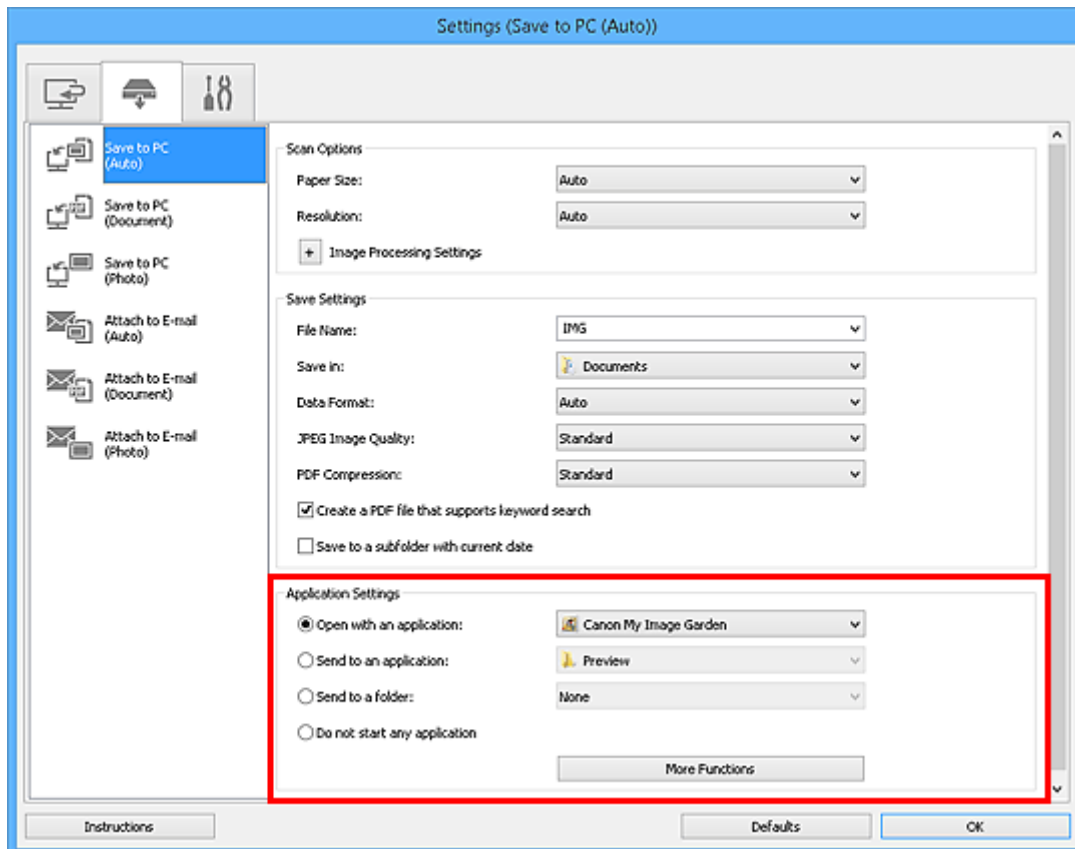 Settings (Save to PC (Auto))
Save to PC
(Auto)
Save to PC
(Document)
Save to PC
(Photo)
Attach to E-mail
(Auto)
Attach to E-mail
(Document)
Attach to E-mail
(Photo)
Scan Options
Paper Size: Auto
Resolution: Auto
+ Image Processing Settings
Save Settings
File Name: IMG
Save in: Documents
Data Format: Auto
JPEG Image Quality: Standard
PDF Compression: Standard
Create a PDF file that supports keyword search
Save to a subfolder with current date
Application Settings
Open with an application: Canon My Image Garden
Send to an application: Preview
Send to a folder: None
Do not start any application
More Functions
Instructions Defaults OK